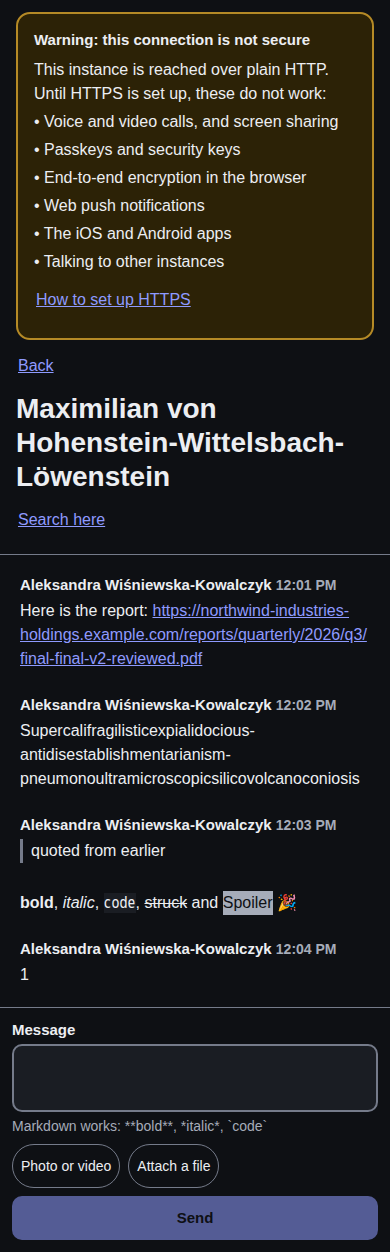 Warning: this connection is not secure
This instance is reached over plain HTTP.
Until HTTPS is set up, these do not work:
• Voice and video calls, and screen sharing
• Passkeys and security keys
• End-to-end encryption in the browser
• Web push notifications
• The iOS and Android apps
• Talking to other instances
How to set up HTTPS
Back
Maximilian von
Hohenstein-Wittelsbach-
Löwenstein
Search here
Aleksandra Wiśniewska-Kowalczyk 12:01 PM
Here is the report: https://northwind-industries-
holdings.example.com/reports/quarterly/2026/q3/
final-final-v2-reviewed.pdf
Aleksandra Wiśniewska-Kowalczyk 12:02 PM
Supercalifragilisticexpialidocious-
antidisestablishmentarianism-
pneumonoultramicroscopicsilicovolcanoconiosis
Aleksandra Wiśniewska-Kowalczyk 12:03 PM
quoted from earlier
bold, italic, code, struck and Spoiler 🎉
Aleksandra Wiśniewska-Kowalczyk 12:04 PM
1
Message
Markdown works: **bold**, *italic*, `code`
Photo or video Attach a file
Send